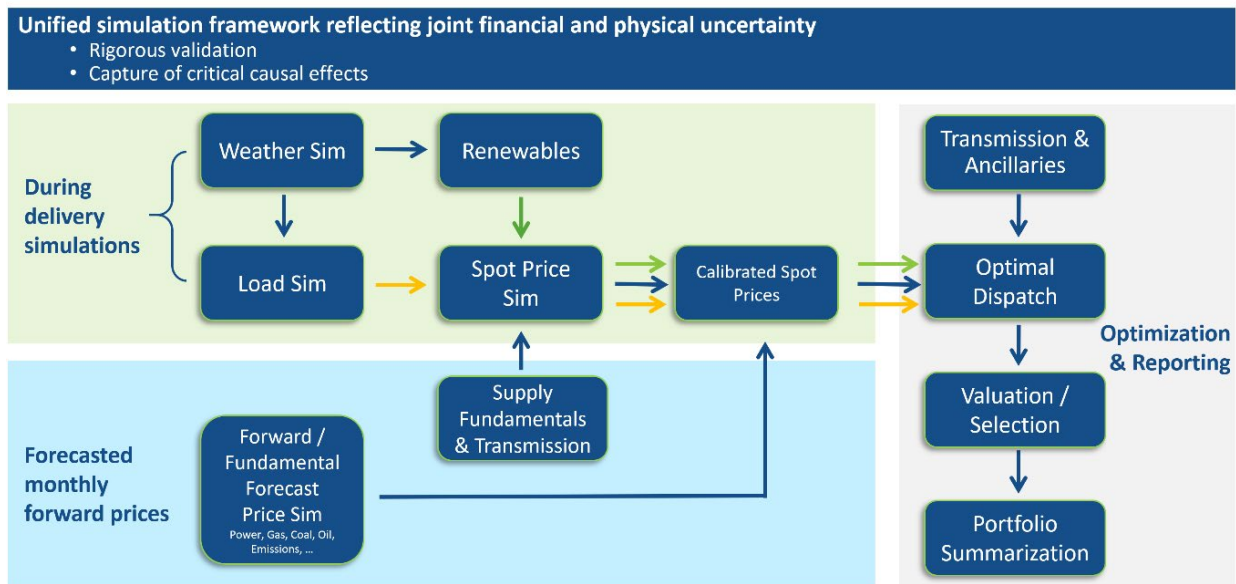 Unified simulation framework reflecting joint financial and physical uncertainty
• Rigorous validation
• Capture of critical causal effects
During
delivery
simulations
Weather Sim
Renewables
Load Sim
Spot Price
Sim
Calibrated Spot
Prices
Forecasted
monthly
forward prices
Forward /
Fundamental
Forecast
Price Sim
Power, Gas, Coal, Oil,
Emissions, ...
Supply
Fundamentals
& Transmission
Transmission &
Ancillaries
Optimal
Dispatch
Optimization
& Reporting
Valuation /
Selection
Portfolio
Summarization